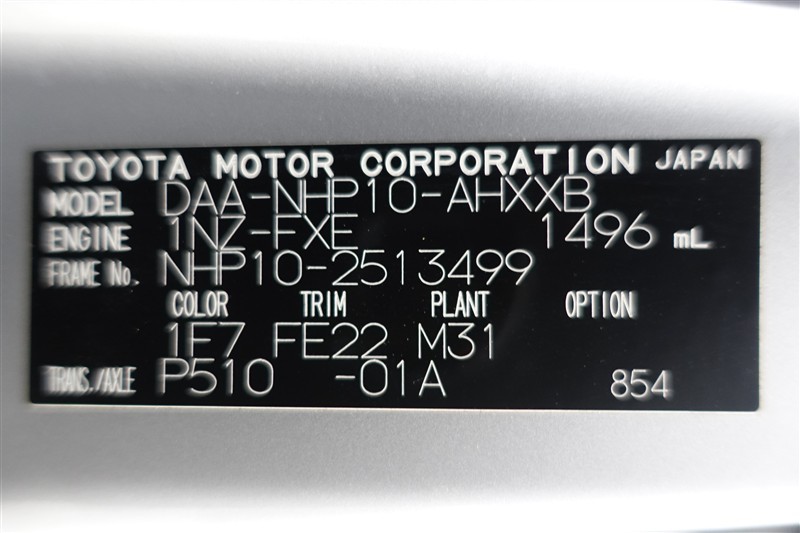 TOYOTA MOTOR CORPORATION JAPAN
MODEL DAA-NHP10-AHXXB
ENGINE 1NZ-FXE 1496 mL
FRAME No. NHP10-2513499
COLOR TRIM PLANT OPTION
1F7 FE22 M31
TRANS./AXLE P510 -01A 854